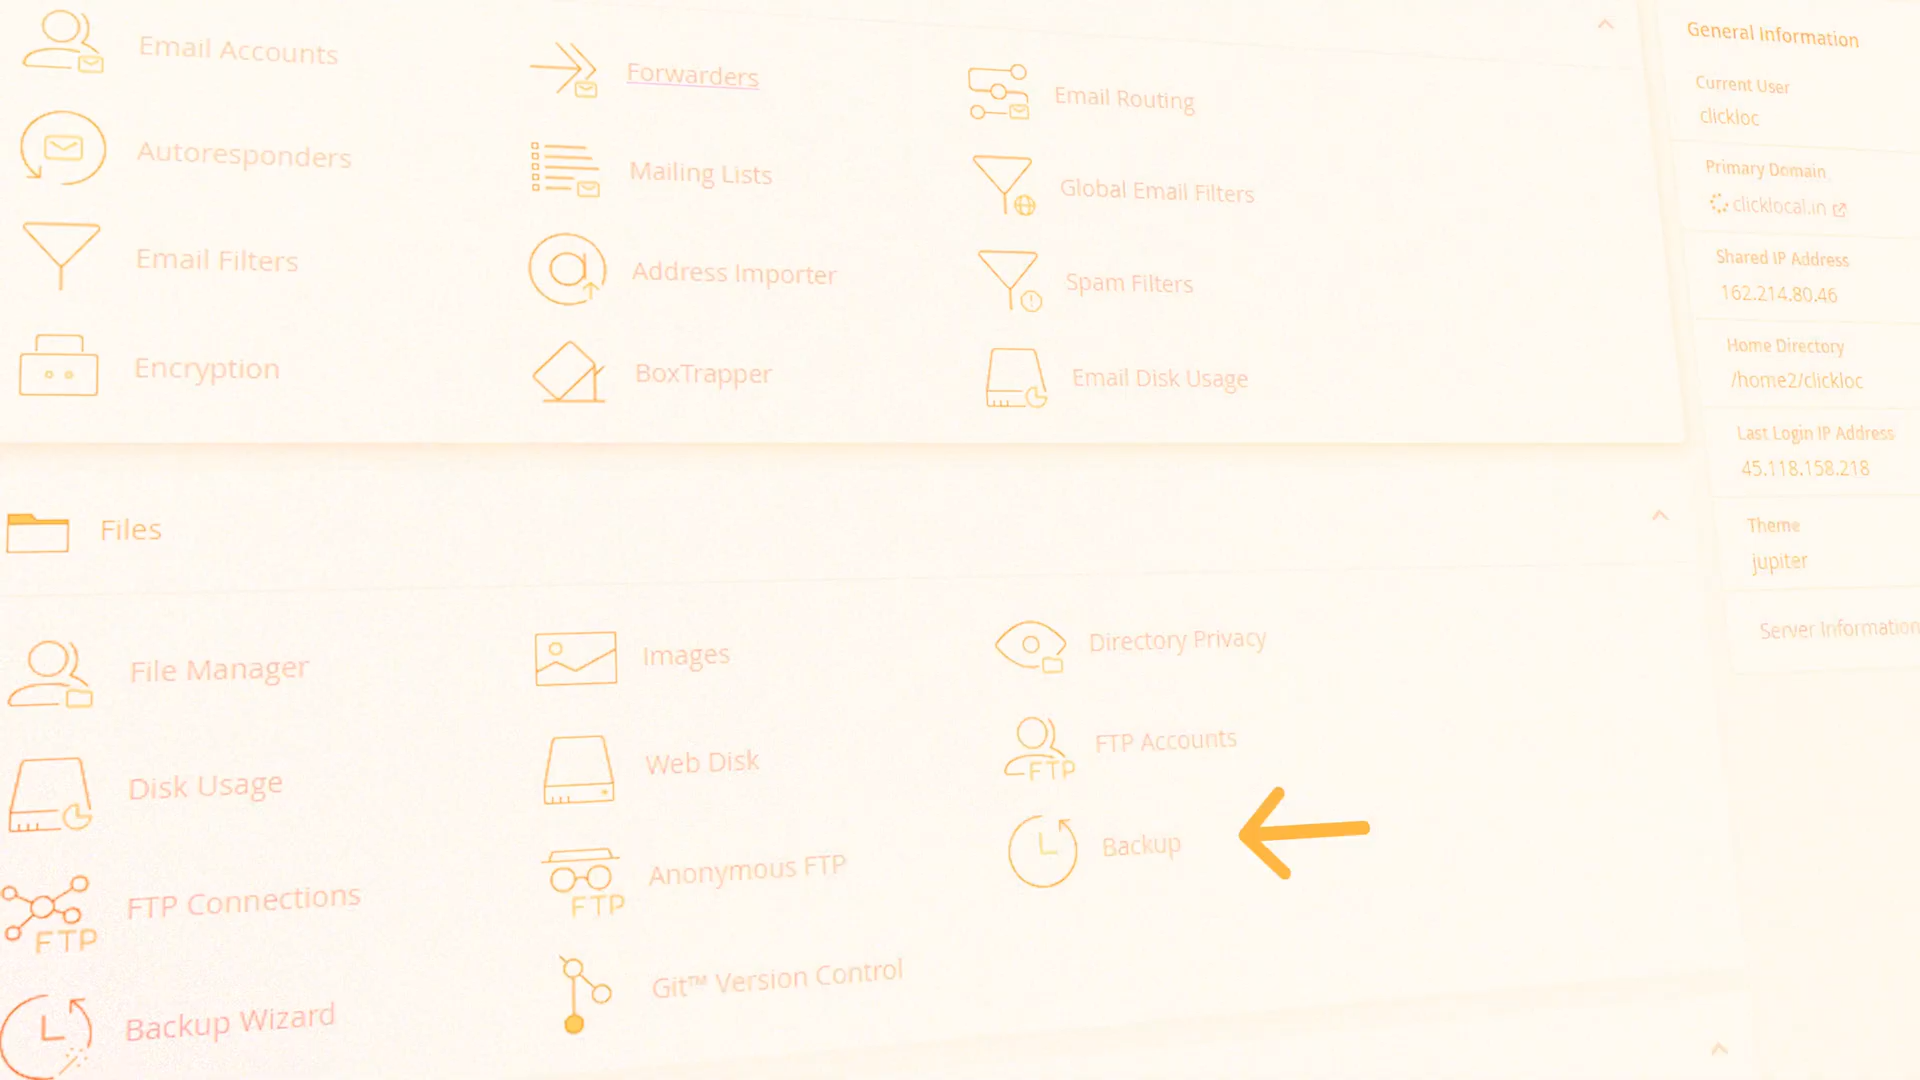 Email Accounts
Forwarders
Email Routing
Autoresponders
Mailing Lists
Global Email Filters
Email Filters
Address Importer
Spam Filters
Encryption
BoxTrapper
Email Disk Usage
Files
File Manager
Images
Directory Privacy
Disk Usage
Web Disk
FTP
FTP Accounts
FTP
FTP Connections
FTP
Anonymous FTP
Backup
Backup Wizard
Git™ Version Control
General Information
Current User
clickloc
Primary Domain
clicklocal.in
Shared IP Address
162.214.80.46
Home Directory
/home2/clickloc
Last Login IP Address
45.118.158.218
Theme
jupiter
Server Information